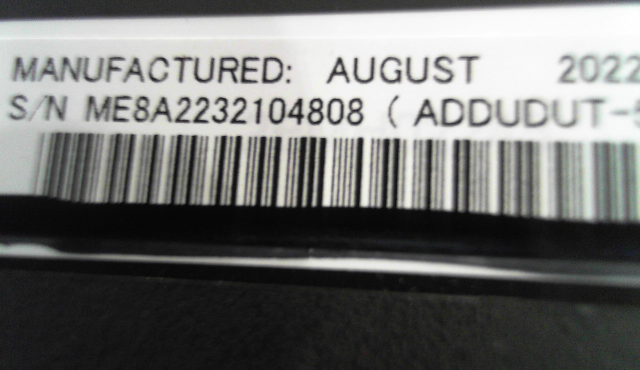 MANUFACTURED: AUGUST 2022
S/N ME8A2232104808 ( ADDUDUT-